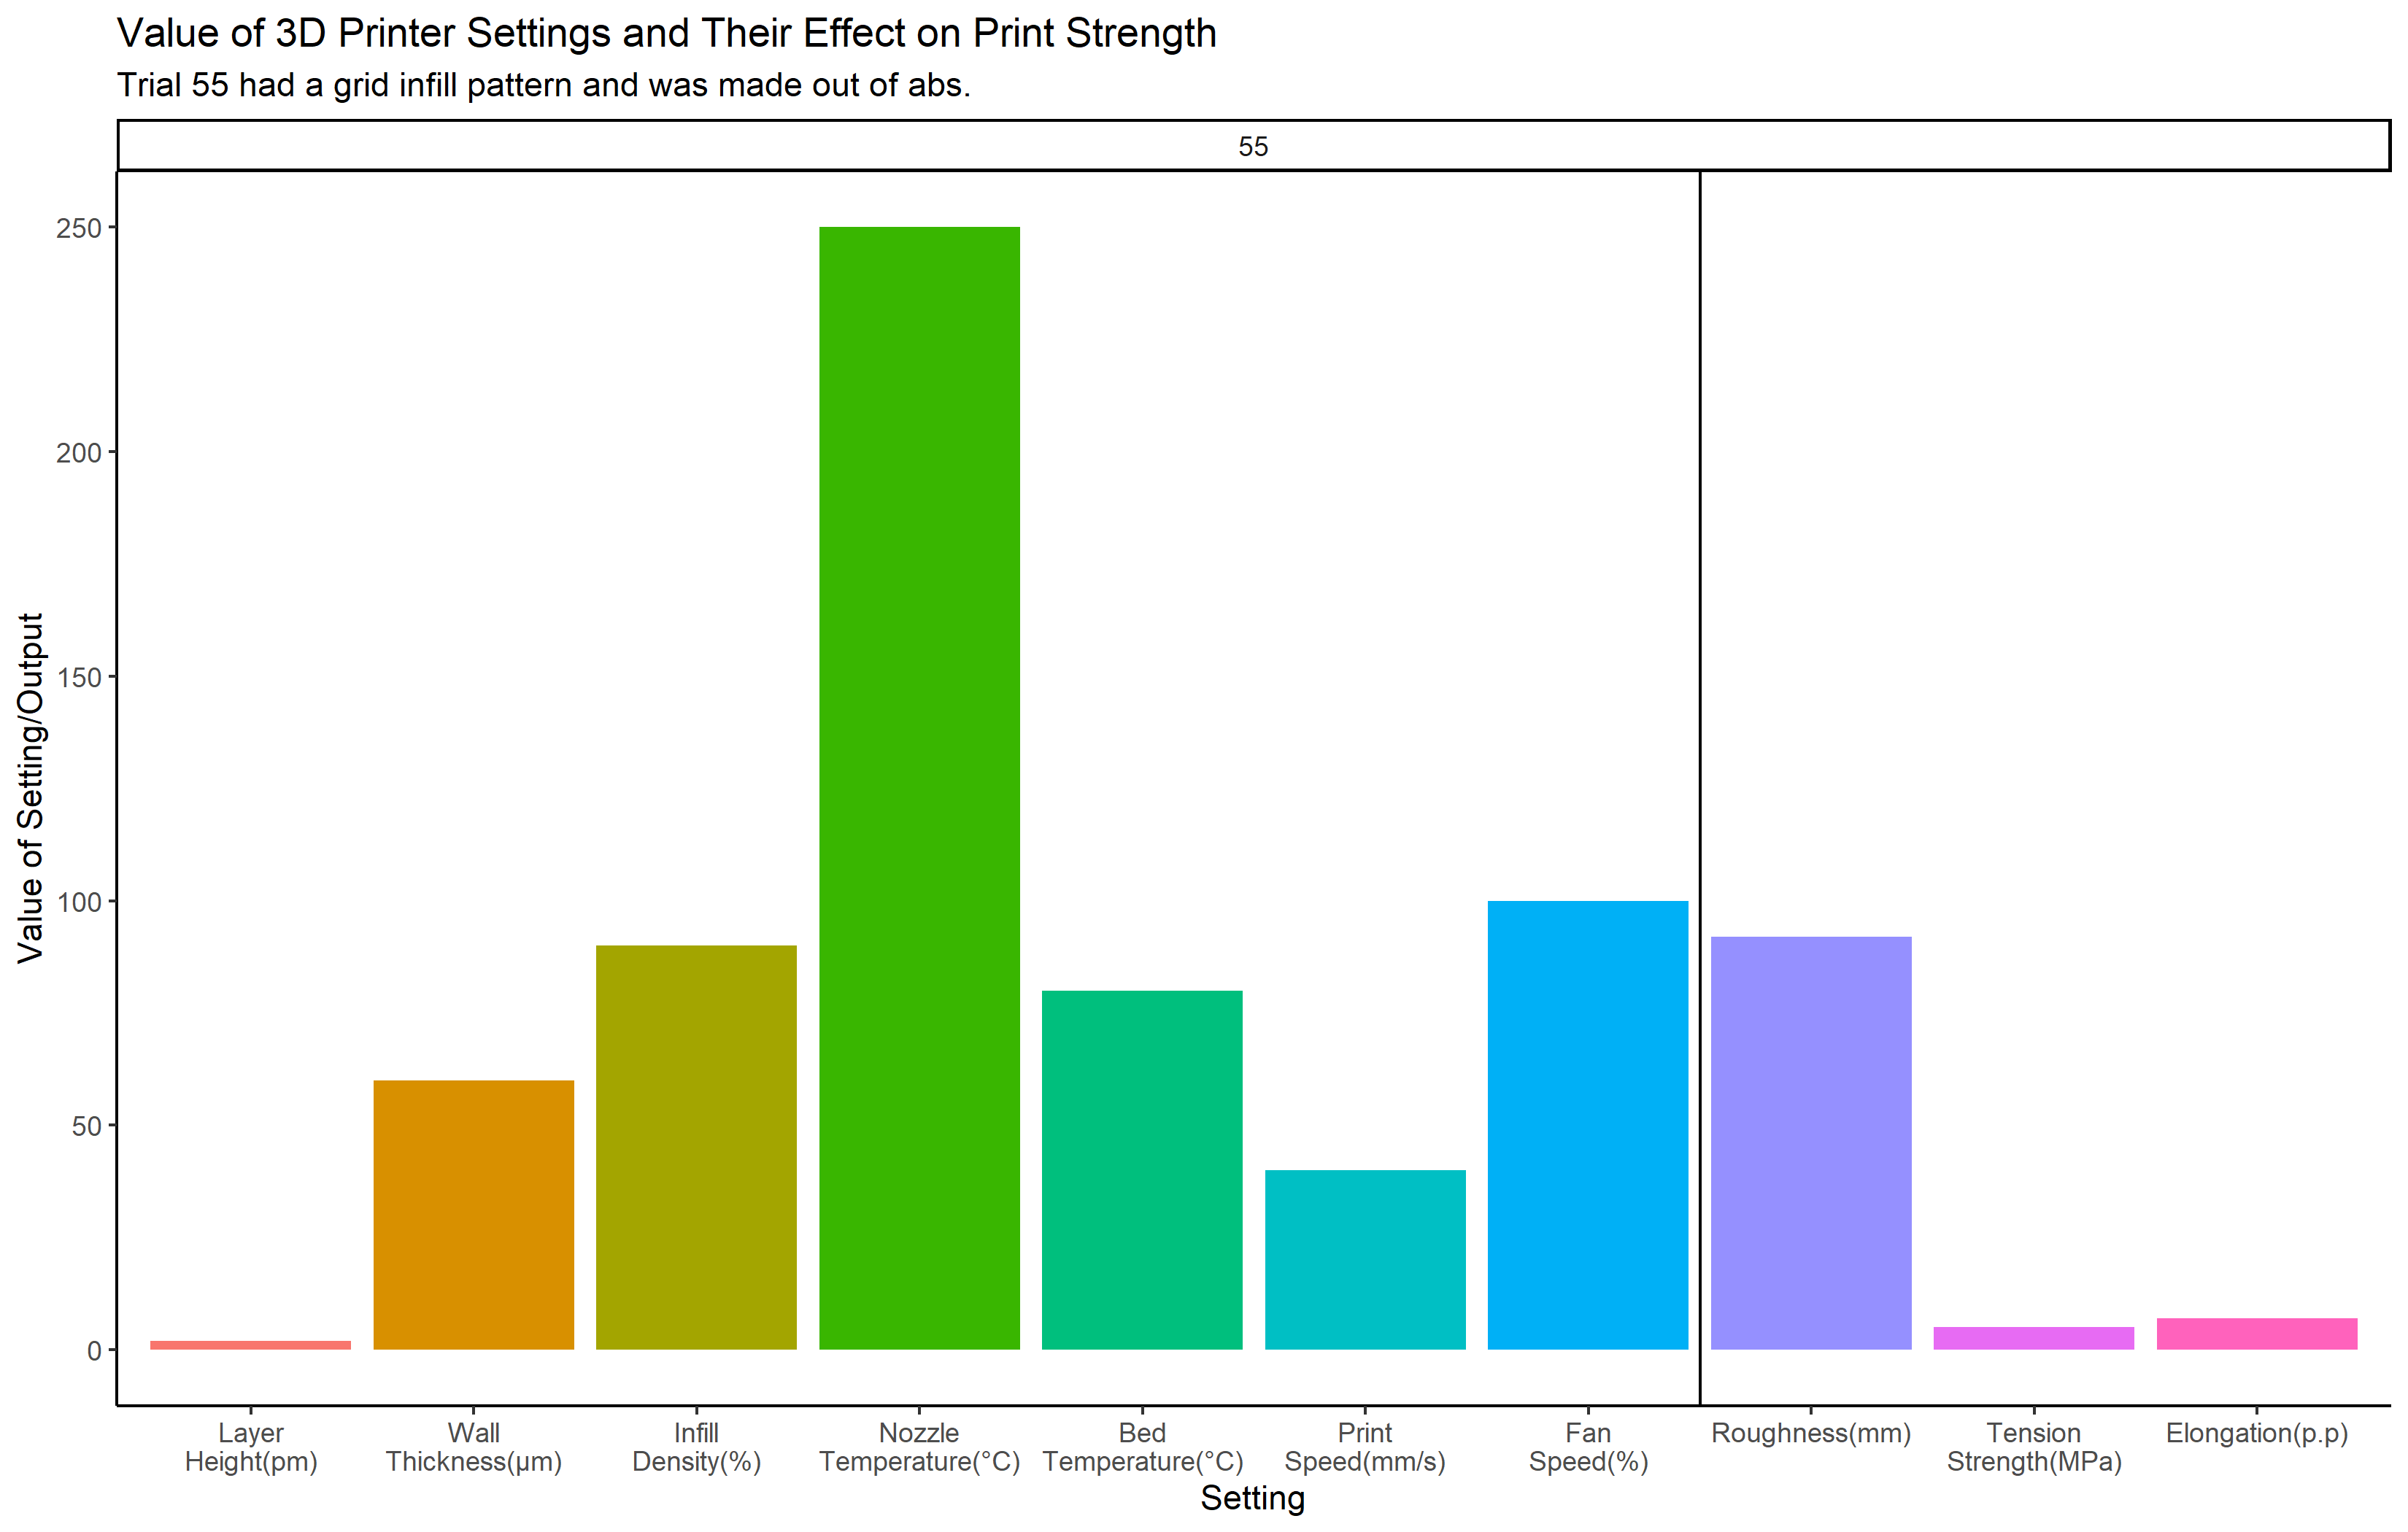 Value of 3D Printer Settings and Their Effect on Print Strength
Trial 55 had a grid infill pattern and was made out of abs.
55
Value of Setting/Output
250
200
150
100
50
0
Layer
Height(pm)
Wall
Thickness(µm)
Infill
Density(%)
Nozzle
Temperature(°C)
Bed
Temperature(°C)
Print
Speed(mm/s)
Fan
Speed(%)
Roughness(mm)
Tension
Strength(MPa)
Elongation(p.p)
Setting